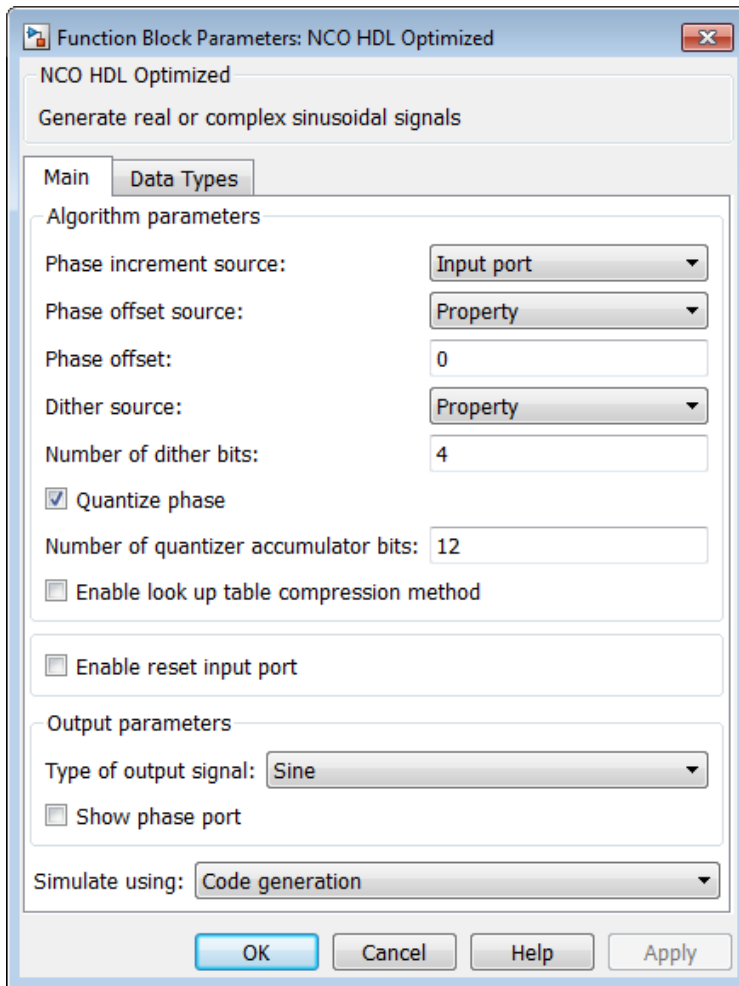 Function Block Parameters: NCO HDL Optimized
NCO HDL Optimized
Generate real or complex sinusoidal signals
Main Data Types
Algorithm parameters
Phase increment source: Input port
Phase offset source: Property
Phase offset: 0
Dither source: Property
Number of dither bits: 4
Quantize phase
Number of quantizer accumulator bits: 12
Enable look up table compression method
Enable reset input port
Output parameters
Type of output signal: Sine
Show phase port
Simulate using: Code generation
OK Cancel Help Apply